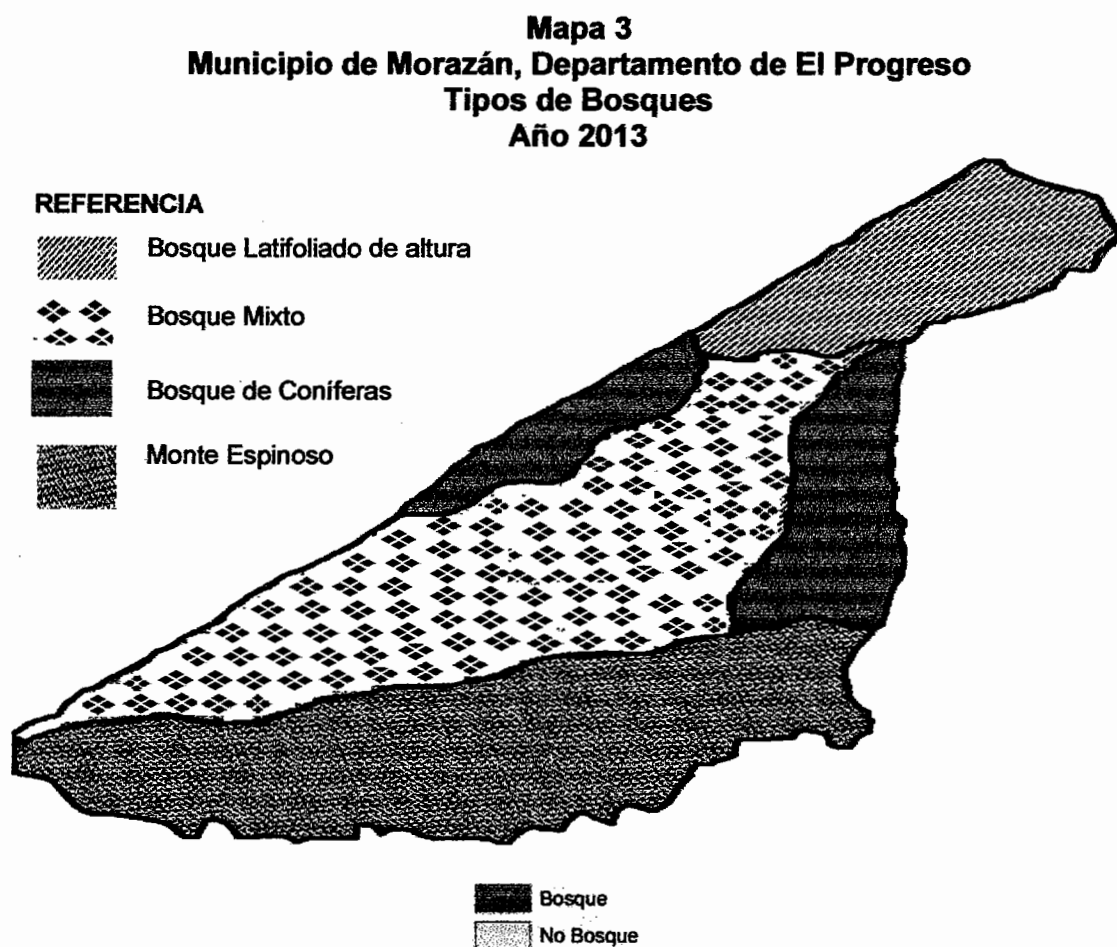 Mapa 3
Municipio de Morazán, Departamento de El Progreso
Tipos de Bosques
Año 2013
REFERENCIA
Bosque Latifoliado de altura
Bosque Mixto
Bosque de Coníferas
Monte Espinoso
Bosque
No Bosque